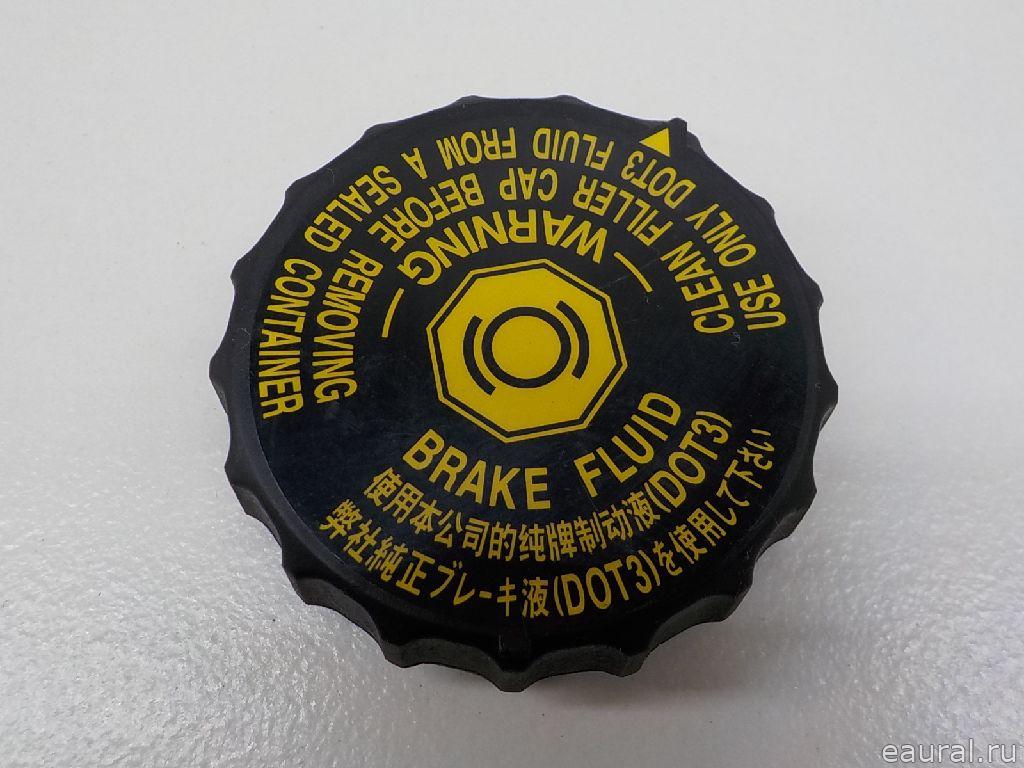 WARNING
CLEAN FILLER CAP BEFORE REMOVING
USE ONLY DOT3 FLUID FROM A SEALED CONTAINER
BRAKE FLUID
使用本公司的纯牌制动液(DOT3)
弊社純正ブレーキ液(DOT3)を使用して下さい
eaural.ru